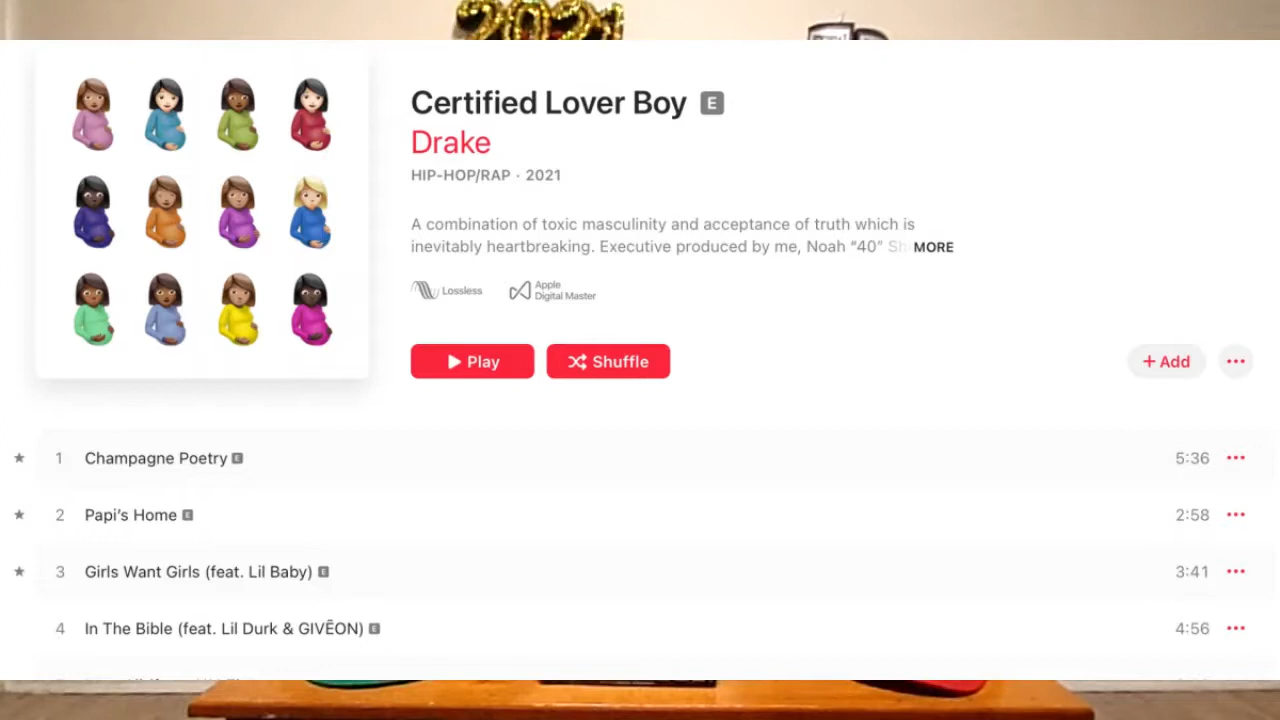 2021
Certified Lover Boy E
Drake
HIP-HOP/RAP · 2021
A combination of toxic masculinity and acceptance of truth which is
inevitably heartbreaking. Executive produced by me, Noah “40” Sh MORE
Lossless
Apple
Digital Master
Play
Shuffle
+ Add
1 Champagne Poetry E 5:36
2 Papi’s Home E 2:58
3 Girls Want Girls (feat. Lil Baby) E 3:41
4 In The Bible (feat. Lil Durk & GIVĒON) E 4:56